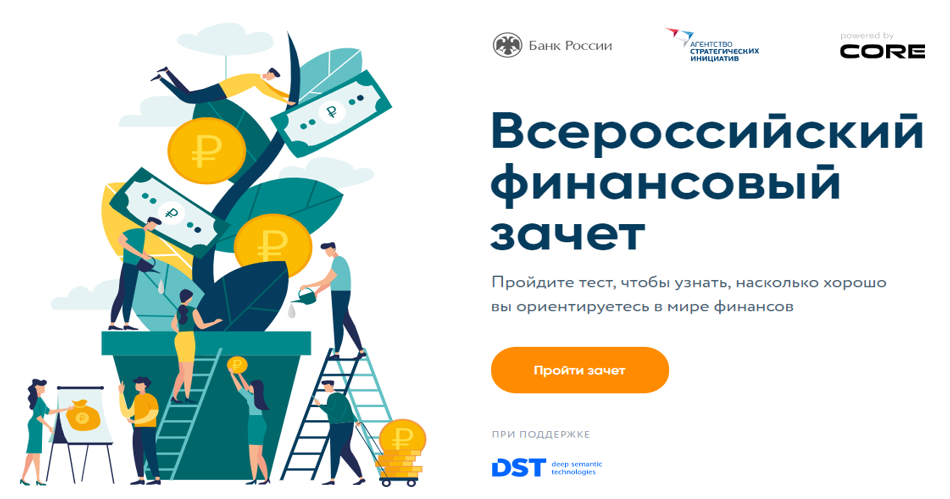 Банк России
АГЕНТСТВО
СТРАТЕГИЧЕСКИХ
ИНИЦИАТИВ
powered by
CORE
Всероссийский
финансовый
зачет
Пройдите тест, чтобы узнать, насколько хорошо
вы ориентируетесь в мире финансов
Пройти зачет
ПРИ ПОДДЕРЖКЕ
DST deep semantic
technologies